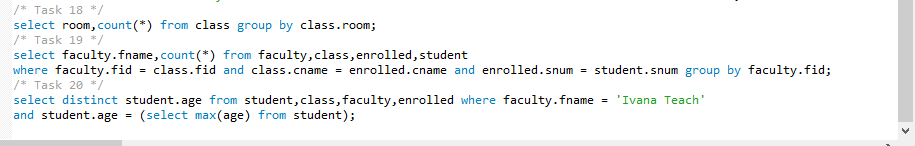 /* Task 18 */
select room,count(*) from class group by class.room;
/* Task 19 */
select faculty.fname,count(*) from faculty,class,enrolled,student
where faculty.fid = class.fid and class.cname = enrolled.cname and enrolled.snum = student.snum group by faculty.fid;
/* Task 20 */
select distinct student.age from student,class,faculty,enrolled where faculty.fname = 'Ivana Teach'
and student.age = (select max(age) from student);